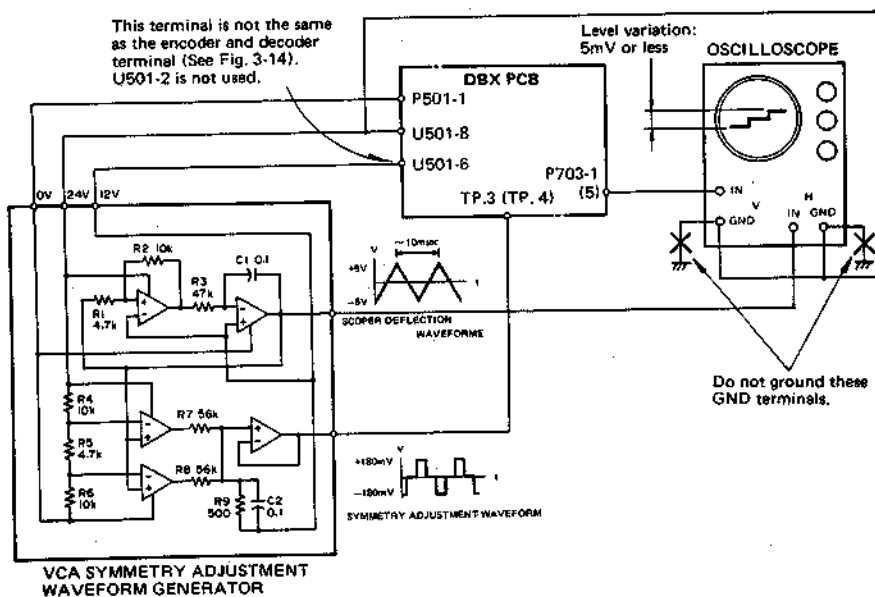 This terminal is not the same
as the encoder and decoder
terminal (See Fig. 3-14).
U501-2 is not used.
Level variation:
5mV or less
OSCILLOSCOPE
DBX PCB
P501-1
U501-8
U501-6
P703-1
(5)
TP.3 (TP. 4)
IN
V
GND
H
IN GND
0V 24V 12V
R2 10k
C1 0.1
R3
47k
R1
4.7k
V
~10msec
+6V
-6V
t
SCOPER DEFLECTION
WAVEFORME
Do not ground these
GND terminals.
R4
10k
R5
4.7k
R6
10k
R7 56k
R8 56k
R9
500
C2
0.1
V
+180mV
-180mV
t
SYMMETRY ADJUSTMENT WAVEFORM
VCA SYMMETRY ADJUSTMENT
WAVEFORM GENERATOR